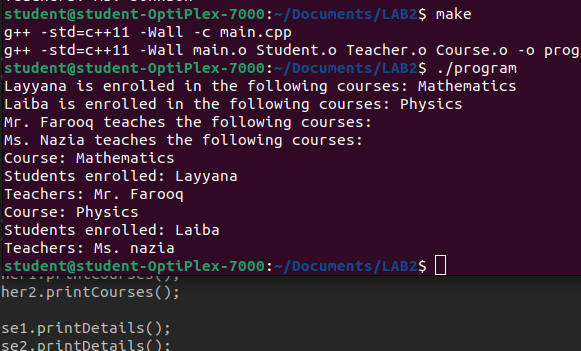 student@student-OptiPlex-7000:~/Documents/LAB2$ make
g++ -std=c++11 -Wall -c main.cpp
g++ -std=c++11 -Wall main.o Student.o Teacher.o Course.o -o prog
student@student-OptiPlex-7000:~/Documents/LAB2$ ./program
Layyana is enrolled in the following courses: Mathematics
Laiba is enrolled in the following courses: Physics
Mr. Farooq teaches the following courses:
Ms. Nazia teaches the following courses:
Course: Mathematics
Students enrolled: Layyana
Teachers: Mr. Farooq
Course: Physics
Students enrolled: Laiba
Teachers: Ms. nazia
student@student-OptiPlex-7000:~/Documents/LAB2$
her1.printCourses();
her2.printCourses();
se1.printDetails();
se2.printDetails();